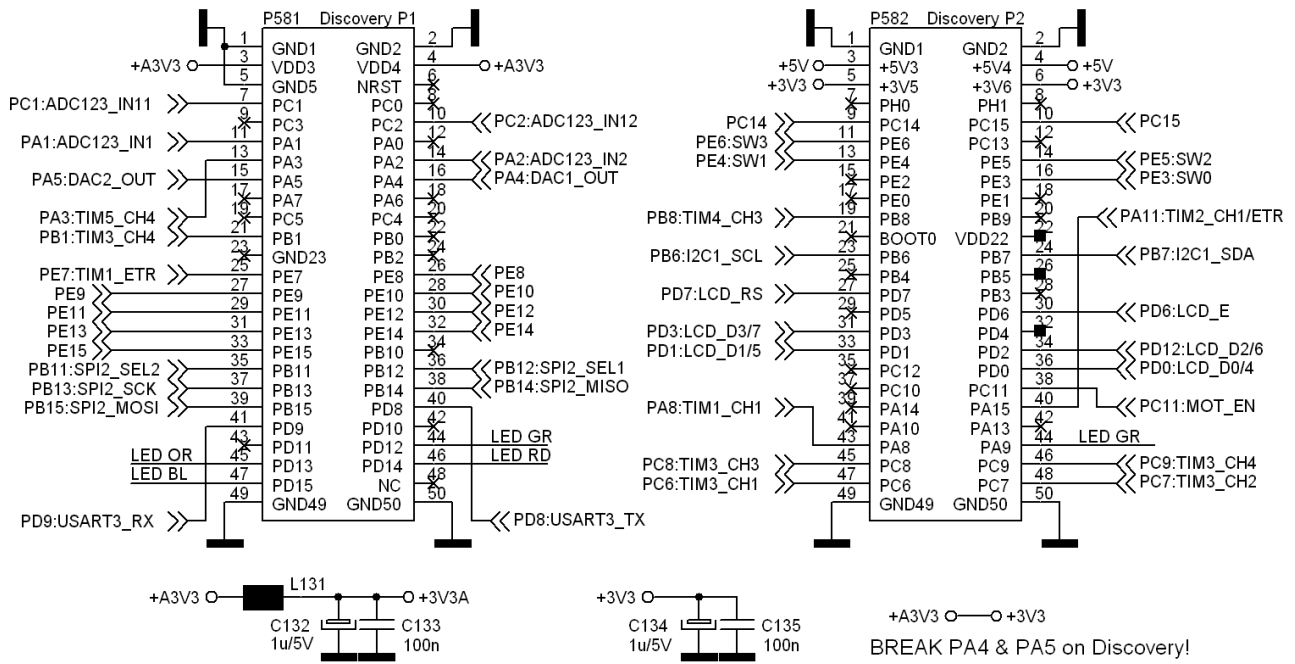 P581 Discovery P1
1 GND1 GND2 2
+A3V3 3 VDD3 VDD4 4 +A3V3
5 GND5 NRST 6
PC1:ADC123_IN11 7 PC1 PC0 8
9 PC3 PC2 10 PC2:ADC123_IN12
PA1:ADC123_IN1 11 PA1 PA0 12
13 PA3 PA2 14 PA2:ADC123_IN2
PA5:DAC2_OUT 15 PA5 PA4 16 PA4:DAC1_OUT
17 PA7 PA6 18
PA3:TIM5_CH4 19 PC5 PC4 20
PB1:TIM3_CH4 21 PB1 PB0 22
23 GND23 PB2 24
PE7:TIM1_ETR 25 PE7 PE8 26 PE8
PE9 27 PE9 PE10 28 PE10
PE11 29 PE11 PE12 30 PE12
PE13 31 PE13 PE14 32 PE14
PE15 33 PE15 PB10 34
PB11:SPI2_SEL2 35 PB11 PB12 36 PB12:SPI2_SEL1
PB13:SPI2_SCK 37 PB13 PB14 38 PB14:SPI2_MISO
PB15:SPI2_MOSI 39 PB15 PD8 40
41 PD9 PD10 42
43 PD11 PD12 44 LED GR
LED OR 45 PD13 PD14 46 LED RD
LED BL 47 PD15 NC 48
49 GND49 GND50 50
PD9:USART3_RX PD8:USART3_TX
P582 Discovery P2
1 GND1 GND2 2
+5V 3 +5V3 +5V4 4 +5V
+3V3 5 +3V5 +3V6 6 +3V3
7 PH0 PH1 8
PC14 9 PC14 PC15 10 PC15
PE6:SW3 11 PE6 PC13 12
PE4:SW1 13 PE4 PE5 14 PE5:SW2
15 PE2 PE3 16 PE3:SW0
17 PE0 PE1 18
PB8:TIM4_CH3 19 PB8 PB9 20 PA11:TIM2_CH1/ETR
21 BOOT0 VDD22 22
PB6:I2C1_SCL 23 PB6 PB7 24 PB7:I2C1_SDA
25 PB4 PB5 26
PD7:LCD_RS 27 PD7 PB3 28
29 PD5 PD6 30 PD6:LCD_E
PD3:LCD_D3/7 31 PD3 PD4 32
PD1:LCD_D1/5 33 PD1 PD2 34 PD12:LCD_D2/6
35 PC12 PD0 36 PD0:LCD_D0/4
37 PC10 PC11 38
PA8:TIM1_CH1 39 PA14 PA15 40 PC11:MOT_EN
41 PA10 PA13 42
43 PA8 PA9 44 LED GR
PC8:TIM3_CH3 45 PC8 PC9 46 PC9:TIM3_CH4
PC6:TIM3_CH1 47 PC6 PC7 48 PC7:TIM3_CH2
49 GND49 GND50 50
+A3V3 L131 +3V3A
C132 1u/5V
C133 100n
+3V3
C134 1u/5V
C135 100n
+A3V3 +3V3
BREAK PA4 & PA5 on Discovery!